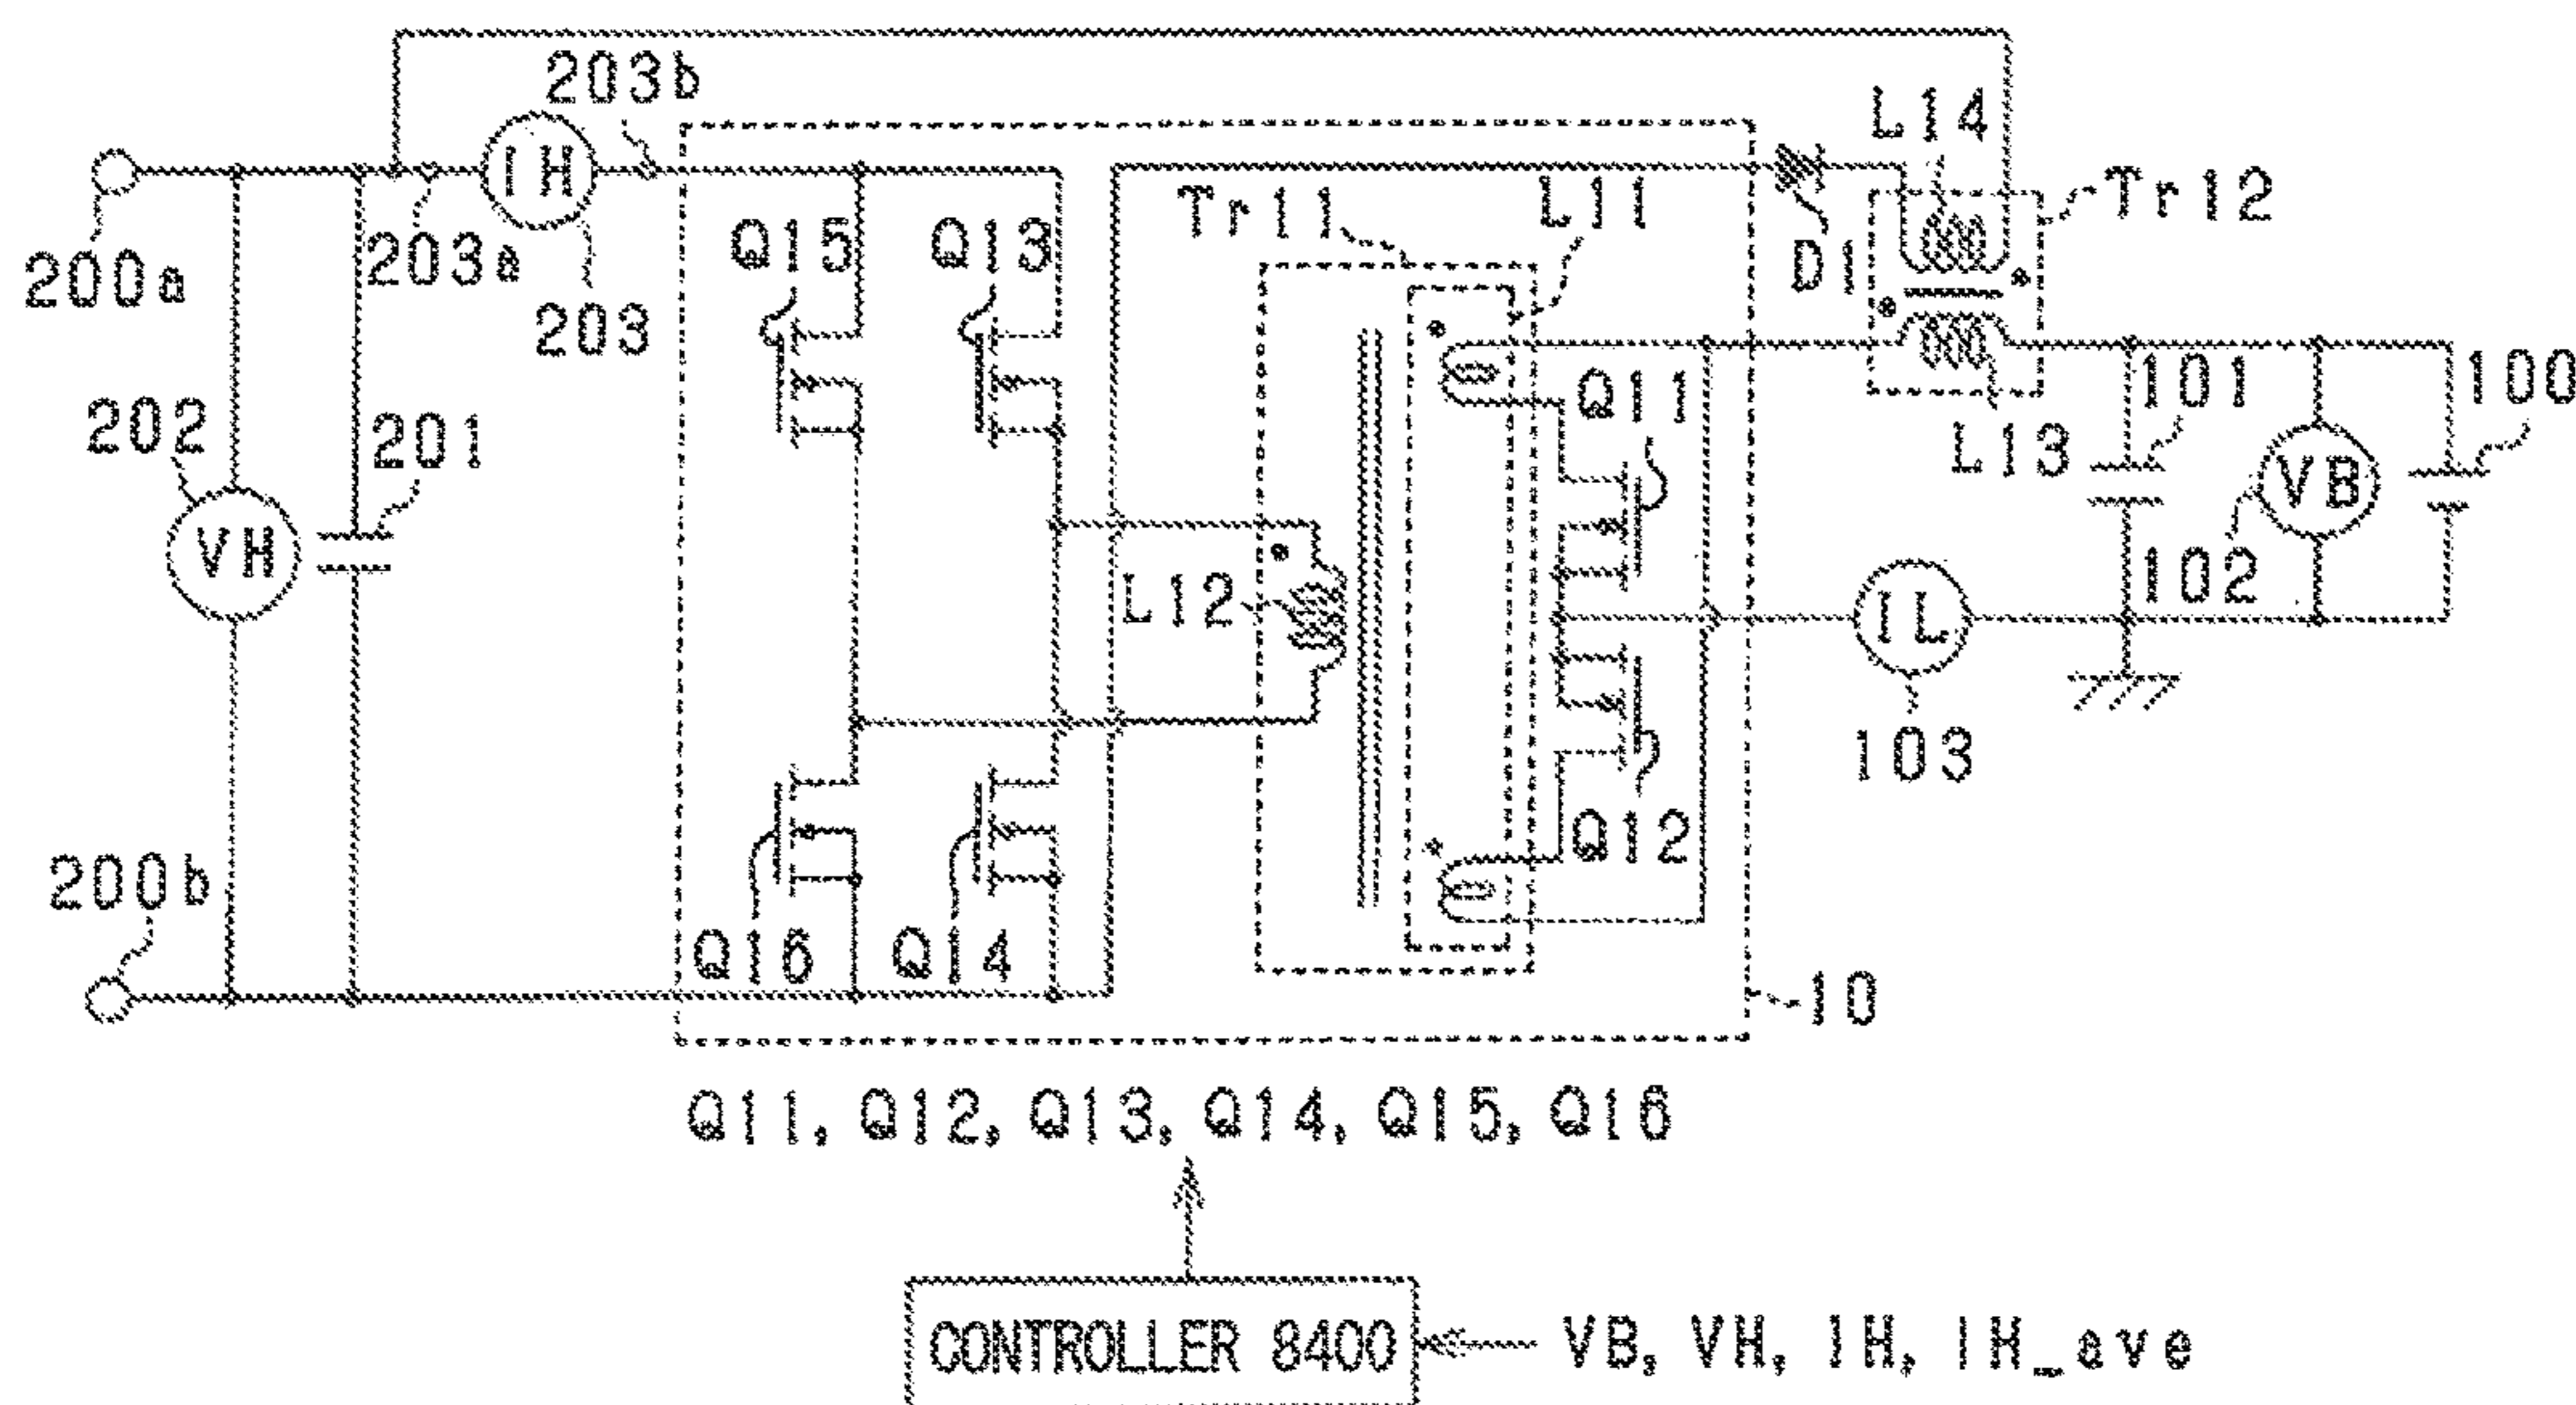 203b
L14
IH
Tr12
Tr11
L11
Q15
Q13
200a
203a
203
D1
202
201
Q11
101
100
L13
VB
VH
L12
102
IL
103
Q12
200b
Q16
Q14
10
Q11, Q12, Q13, Q14, Q15, Q16
CONTROLLER 8400
VB, VH, IH, IH_ave